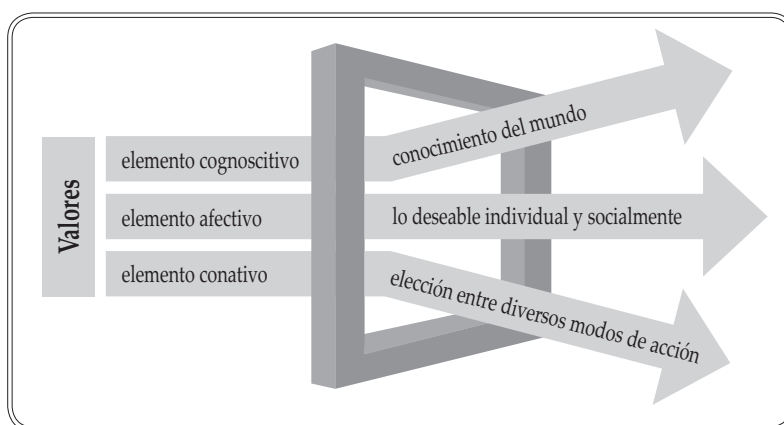 Valores
elemento cognoscitivo
conocimiento del mundo
elemento afectivo
lo deseable individual y socialmente
elemento conativo
elección entre diversos modos de acción